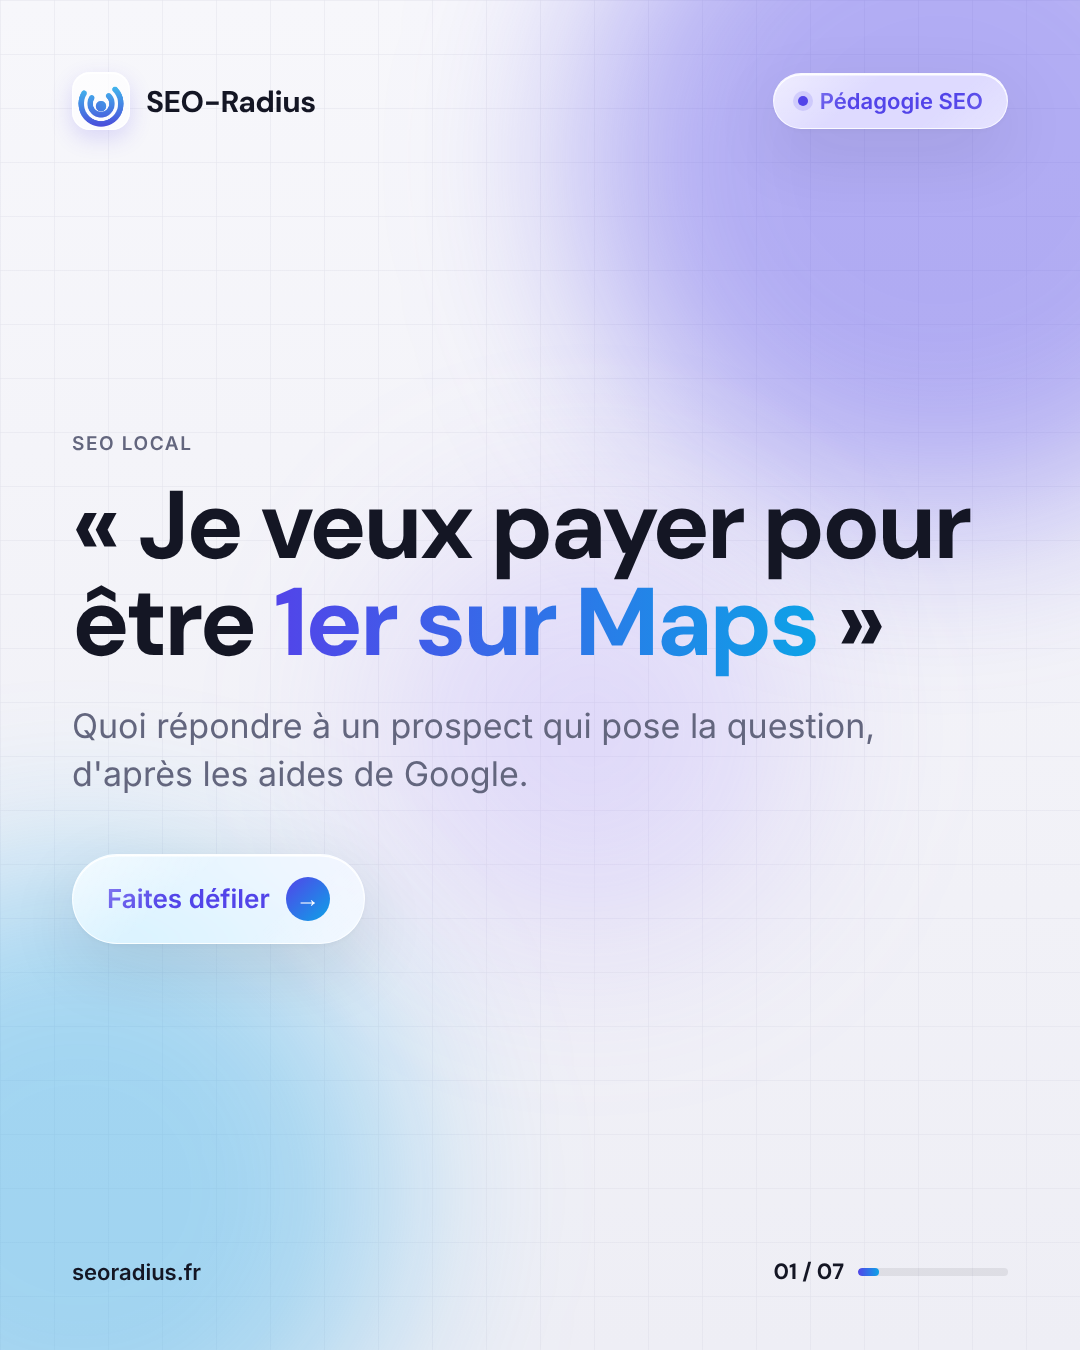 SEO-Radius
Pédagogie SEO
SEO LOCAL
« Je veux payer pour
être 1er sur Maps »
Quoi répondre à un prospect qui pose la question,
d'après les aides de Google.
Faites défiler →
seoradius.fr
01 / 07